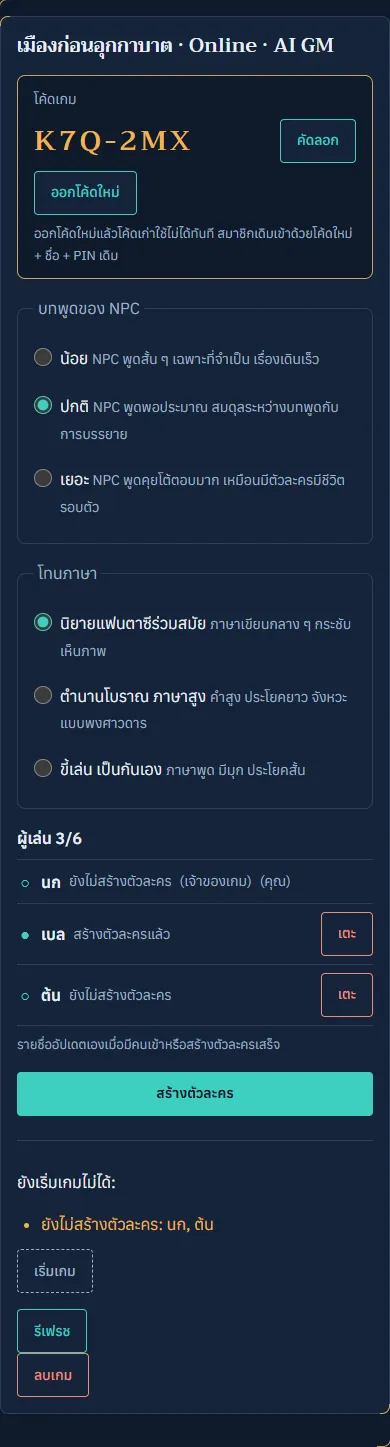 เมืองก่อนอุกกาบาต · Online · AI GM
โค้ดเกม
K7Q-2MX
คัดลอก
ออกโค้ดใหม่
ออกโค้ดใหม่แล้วโค้ดเก่าใช้ไม่ได้ทันที สมาชิกเดิมเข้าด้วยโค้ดใหม่
+ ชื่อ + PIN เดิม
บทพูดของ NPC
น้อย NPC พูดสั้น ๆ เฉพาะที่จำเป็น เรื่องเดินเร็ว
ปกติ NPC พูดพอประมาณ สมดุลระหว่างบทพูดกับ
การบรรยาย
เยอะ NPC พูดคุยโต้ตอบมาก เหมือนมีตัวละครมีชีวิต
รอบตัว
โทนภาษา
นิยายแฟนตาซีร่วมสมัย ภาษาเขียนกลาง ๆ กระชับ
เห็นภาพ
ตำนานโบราณ ภาษาสูง คำสูง ประโยคยาว จังหวะ
แบบพงศาวดาร
ขี้เล่น เป็นกันเอง ภาษาพูด มีมุก ประโยคสั้น
ผู้เล่น 3/6
นก ยังไม่สร้างตัวละคร (เจ้าของเกม) (คุณ)
เบล สร้างตัวละครแล้ว
เตะ
ต้น ยังไม่สร้างตัวละคร
เตะ
รายชื่ออัปเดตเองเมื่อมีคนเข้าหรือสร้างตัวละครเสร็จ
สร้างตัวละคร
ยังเริ่มเกมไม่ได้:
• ยังไม่สร้างตัวละคร: นก, ต้น
เริ่มเกม
รีเฟรช
ลบเกม